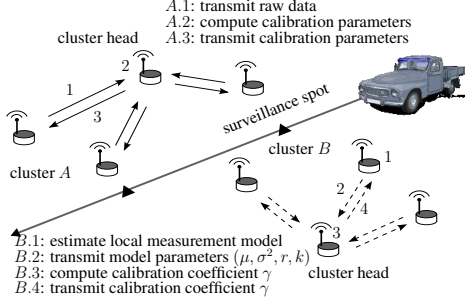 A.1: transmit raw data
A.2: compute calibration parameters
A.3: transmit calibration parameters
cluster head
2
1
3
surveillance spot
cluster A
cluster B
1
2
4
3
B.1: estimate local measurement model
B.2: transmit model parameters (μ, σ², r, k)
B.3: compute calibration coefficient γ
cluster head
B.4: transmit calibration coefficient γ